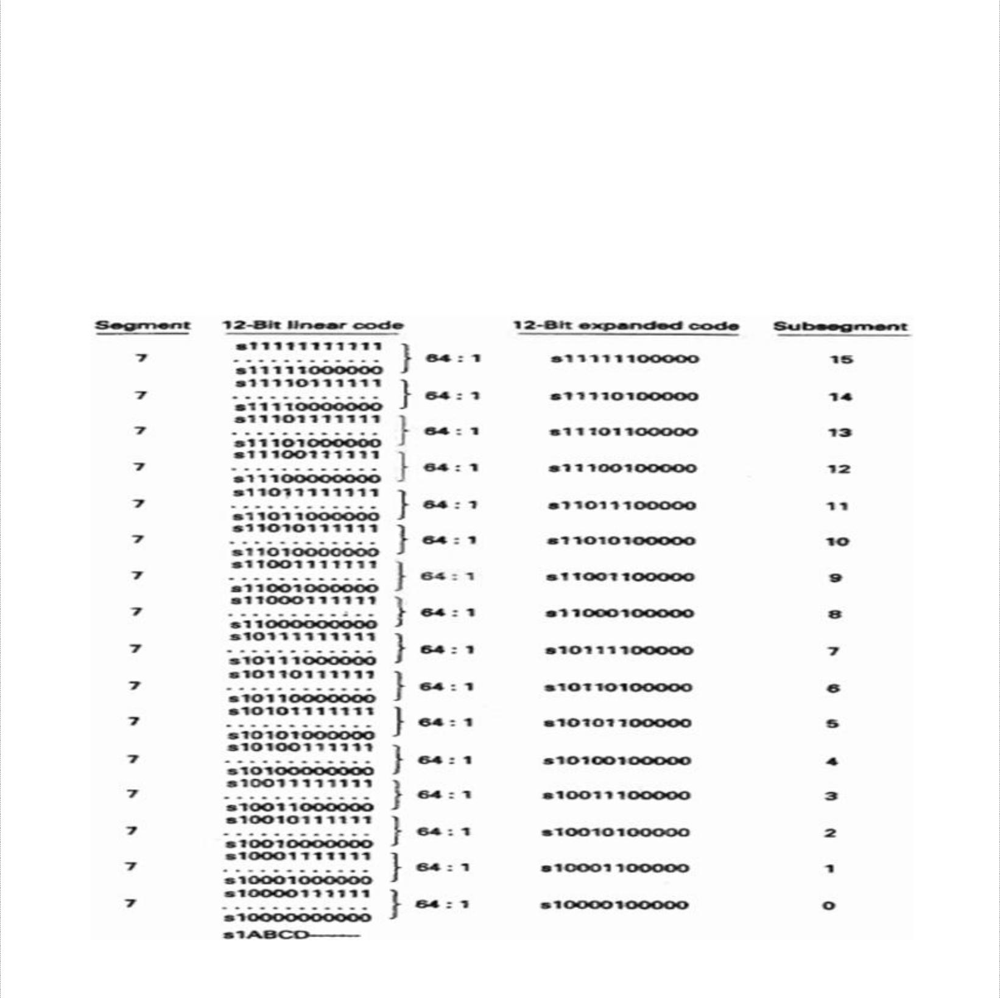 Segment 12-Bit linear code 12-Bit expanded code Subsegment
s11111111111
7 ............ 64 : 1 s11111100000 15
s11111000000
s11110111111
7 ............ 64 : 1 s11110100000 14
s11110000000
s11101111111
7 ............ 64 : 1 s11101100000 13
s11101000000
s11100111111
7 ............ 64 : 1 s11100100000 12
s11100000000
s11011111111
7 ............ 64 : 1 s11011100000 11
s11011000000
s11010111111
7 ............ 64 : 1 s11010100000 10
s11010000000
s11001111111
7 ............ 64 : 1 s11001100000 9
s11001000000
s11000111111
7 ............ 64 : 1 s11000100000 8
s11000000000
s10111111111
7 ............ 64 : 1 s10111100000 7
s10111000000
s10110111111
7 ............ 64 : 1 s10110100000 6
s10110000000
s10101111111
7 ............ 64 : 1 s10101100000 5
s10101000000
s10100111111
7 ............ 64 : 1 s10100100000 4
s10100000000
s10011111111
7 ............ 64 : 1 s10011100000 3
s10011000000
s10010111111
7 ............ 64 : 1 s10010100000 2
s10010000000
s10001111111
7 ............ 64 : 1 s10001100000 1
s10001000000
s10000111111
7 ............ 64 : 1 s10000100000 0
s10000000000
s1ABCD------